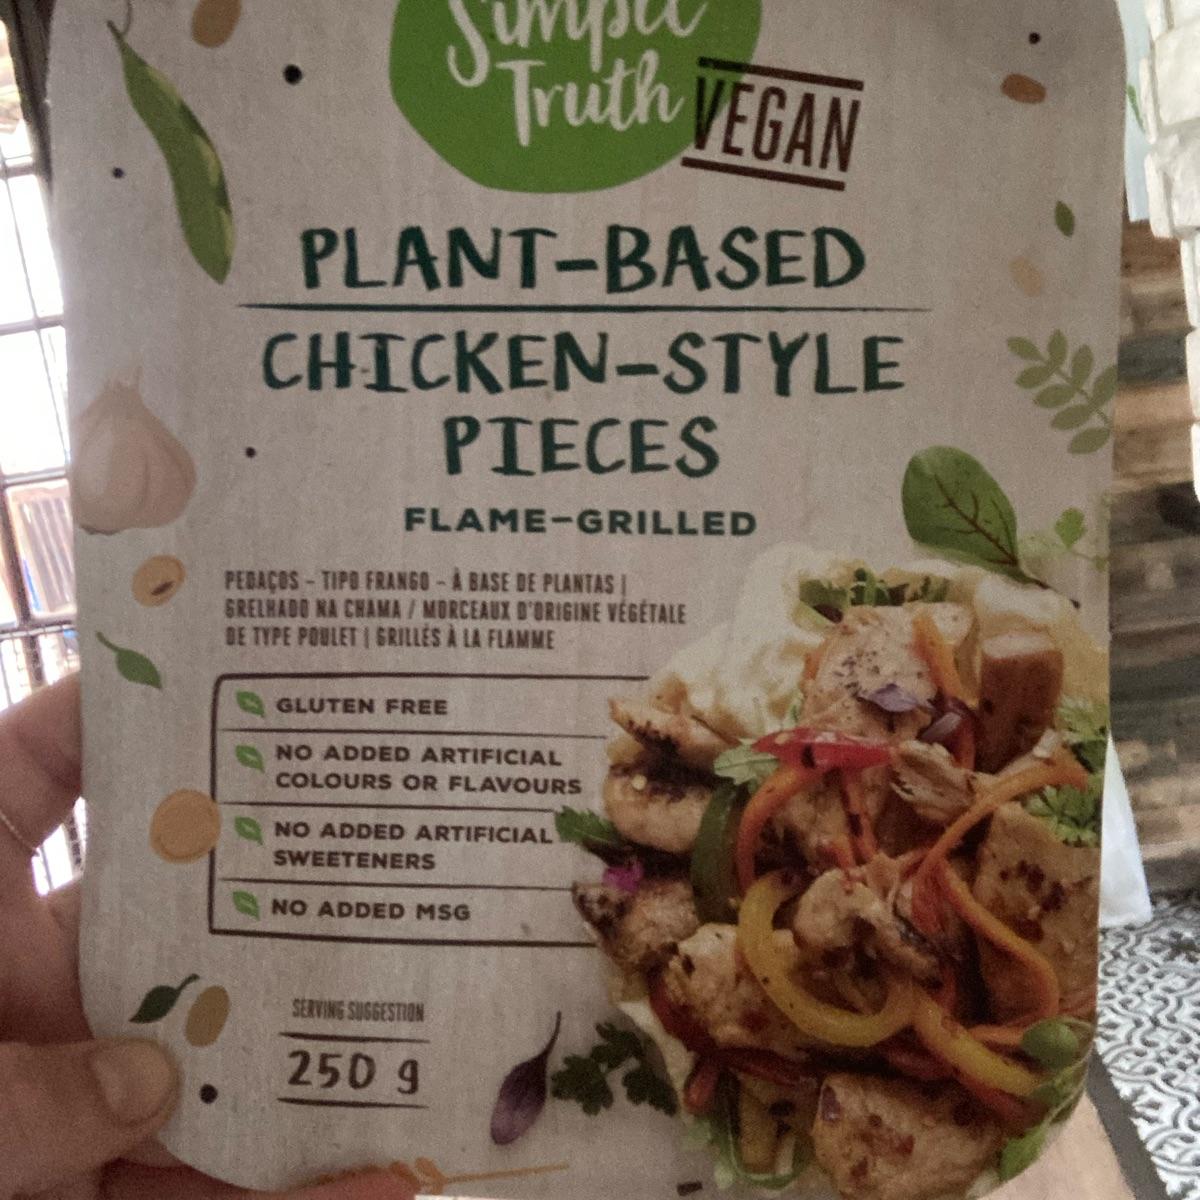 Simple
Truth
VEGAN
PLANT-BASED
CHICKEN-STYLE
PIECES
FLAME-GRILLED
PEDAÇOS - TIPO FRANGO - À BASE DE PLANTAS |
GRELHADO NA CHAMA / MORCEAUX D'ORIGINE VÉGÉTALE
DE TYPE POULET | GRILLÉS À LA FLAMME
GLUTEN FREE
NO ADDED ARTIFICIAL
COLOURS OR FLAVOURS
NO ADDED ARTIFICIAL
SWEETENERS
NO ADDED MSG
SERVING SUGGESTION
250 g